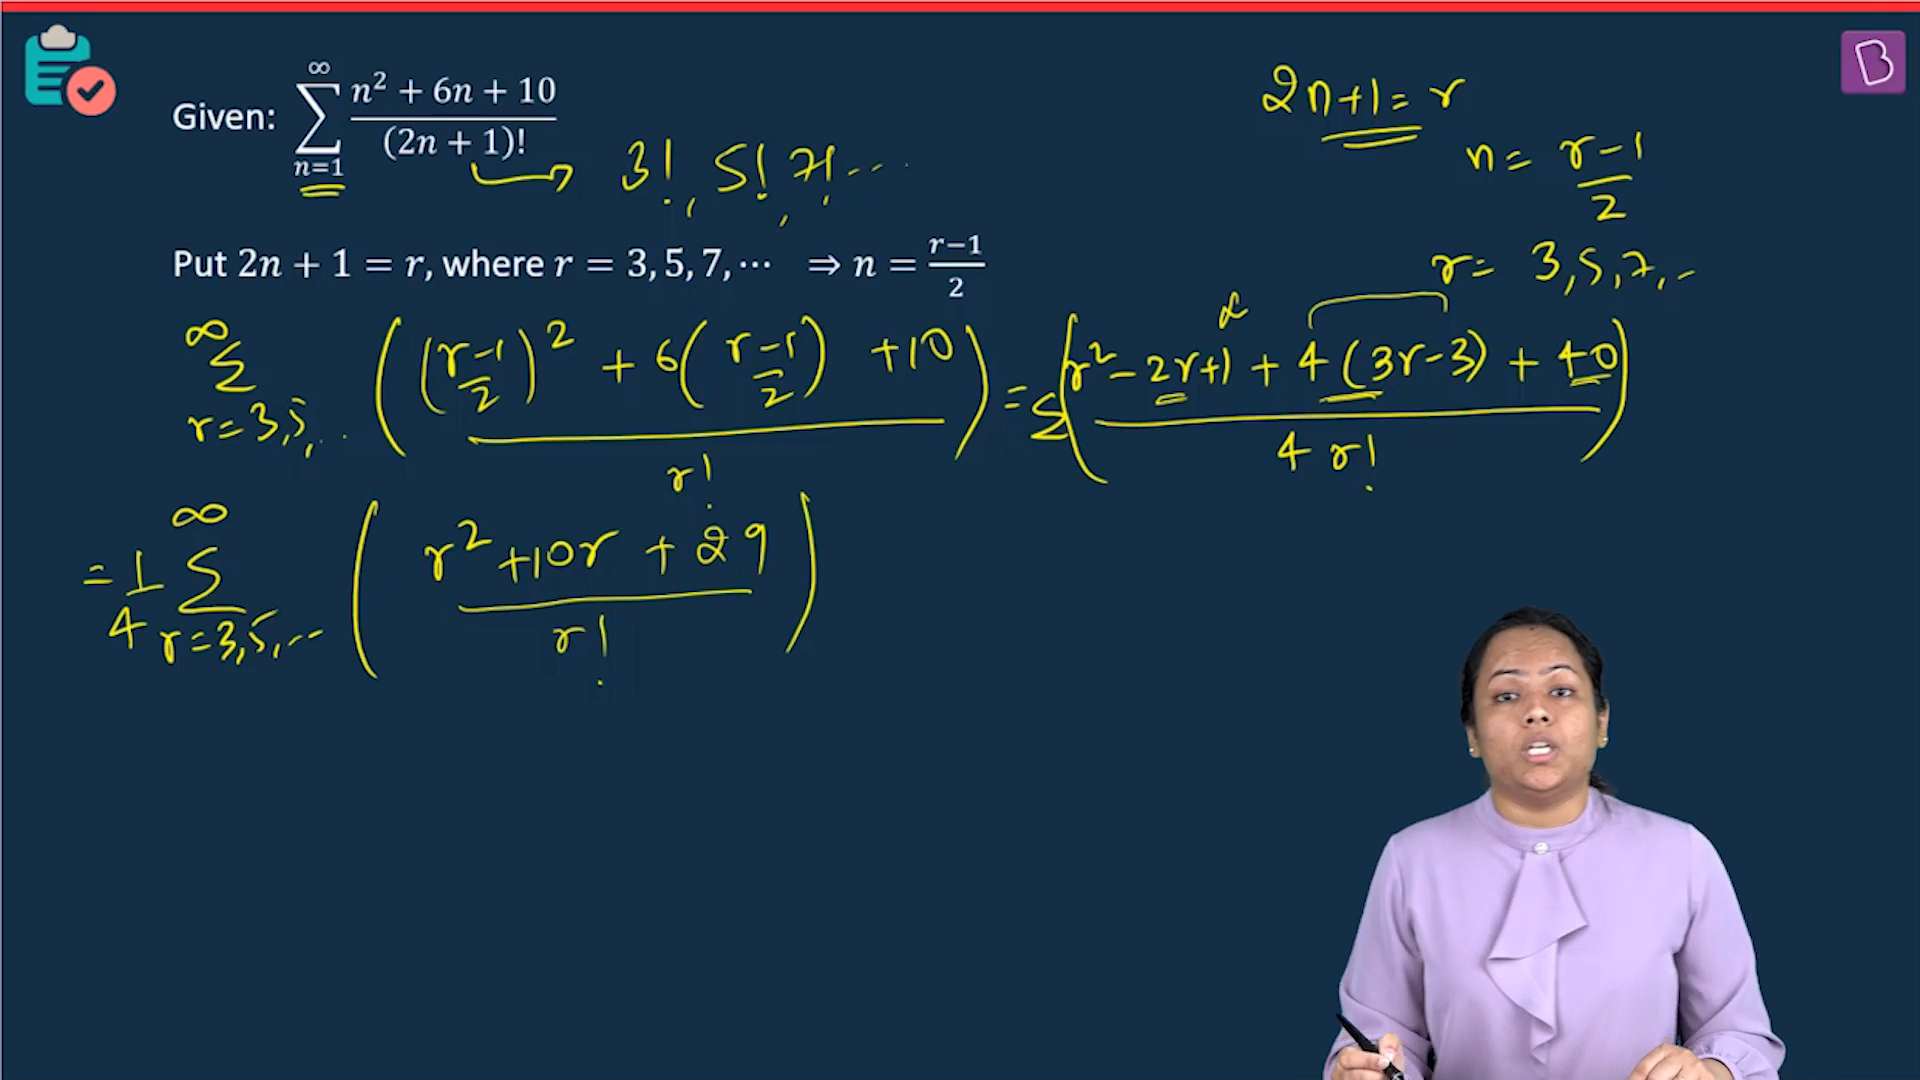 Given: ∑_{n=1}^{∞} (n² + 6n + 10)/((2n + 1)!) → 3!, 5!, 7! ...
2n+1 = r
n = (r-1)/2
Put 2n + 1 = r, where r = 3, 5, 7, ⋯ ⇒ n = (r−1)/2
r = 3,5,7,..
∞ Σ r=3,5,.. (((r-1)/2)² + 6((r-1)/2) + 10)/(r!) = Σ (r² - 2r+1 + 4(3r-3) + 40)/(4 r!)
= 1/4 ∞ Σ r=3,5,... ((r² + 10r + 29)/(r!))
B